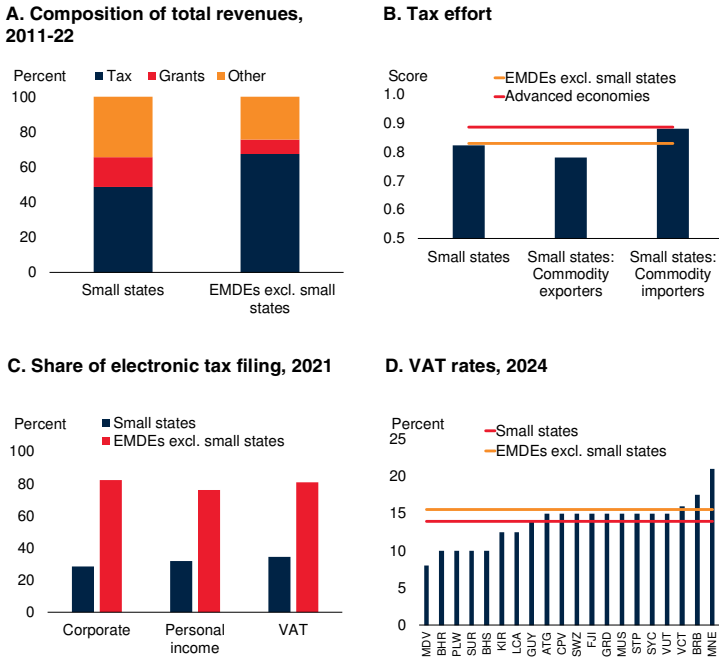 A. Composition of total revenues,
2011-22
Percent
Tax Grants Other
100
80
60
40
20
0
Small states
EMDEs excl. small
states
B. Tax effort
Score
EMDEs excl. small states
Advanced economies
1.0
0.9
0.8
0.7
0.6
0.5
Small states
Small states:
Commodity
exporters
Small states:
Commodity
importers
C. Share of electronic tax filing, 2021
Percent
Small states
EMDEs excl. small states
100
80
60
40
20
0
Corporate
Personal
income
VAT
D. VAT rates, 2024
Percent
Small states
EMDEs excl. small states
25
20
15
10
5
0
MDV
BHR
PLW
SUR
BHS
KIR
LCA
GUY
ATG
CPV
SWZ
FJI
GRD
MUS
STP
SYC
VUT
VCT
BRB
MNE